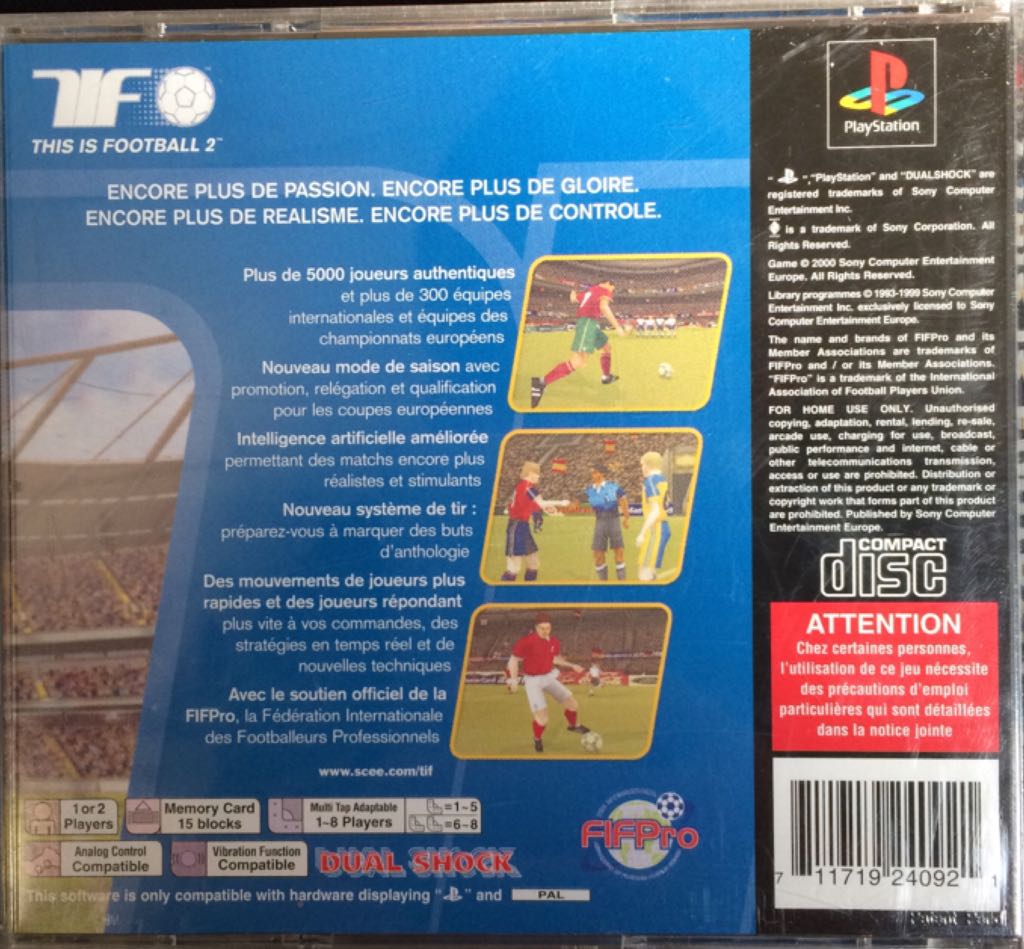 TIF
THIS IS FOOTBALL 2™
ENCORE PLUS DE PASSION. ENCORE PLUS DE GLOIRE.
ENCORE PLUS DE REALISME. ENCORE PLUS DE CONTROLE.
Plus de 5000 joueurs authentiques
et plus de 300 équipes
internationales et équipes des
championnats européens
Nouveau mode de saison avec
promotion, relégation et qualification
pour les coupes européennes
Intelligence artificielle améliorée
permettant des matchs encore plus
réalistes et stimulants
Nouveau système de tir :
préparez-vous à marquer des buts
d'anthologie
Des mouvements de joueurs plus
rapides et des joueurs répondant
plus vite à vos commandes, des
stratégies en temps réel et de
nouvelles techniques
Avec le soutien officiel de la
FIFPro, la Fédération Internationale
des Footballeurs Professionnels
www.scee.com/tif
1 or 2
Players
Memory Card
15 blocks
Multi Tap Adaptable
1~8 Players
=1~5
=6~8
Analog Control
Compatible
Vibration Function
Compatible
DUAL SHOCK
FIFPro
This software is only compatible with hardware displaying " " and PAL
PlayStation
" ","PlayStation" and "DUALSHOCK" are
registered trademarks of Sony Computer
Entertainment Inc.
is a trademark of Sony Corporation. All
Rights Reserved.
Game © 2000 Sony Computer Entertainment
Europe. All Rights Reserved.
Library programmes © 1993-1999 Sony Computer
Entertainment Inc. exclusively licensed to Sony
Computer Entertainment Europe.
The name and brands of FIFPro and its
Member Associations are trademarks of
FIFPro and / or its Member Associations.
"FIFPro" is a trademark of the International
Association of Football Players Union.
FOR HOME USE ONLY. Unauthorised
copying, adaptation, rental, lending, re-sale,
arcade use, charging for use, broadcast,
public performance and internet, cable or
other telecommunications transmission,
access or use are prohibited. Distribution or
extraction of this product or any trademark or
copyright work that forms part of this product
are prohibited. Published by Sony Computer
Entertainment Europe.
COMPACT
disc
ATTENTION
Chez certaines personnes,
l'utilisation de ce jeu nécessite
des précautions d'emploi
particulières qui sont détaillées
dans la notice jointe
7 11719 24092 1